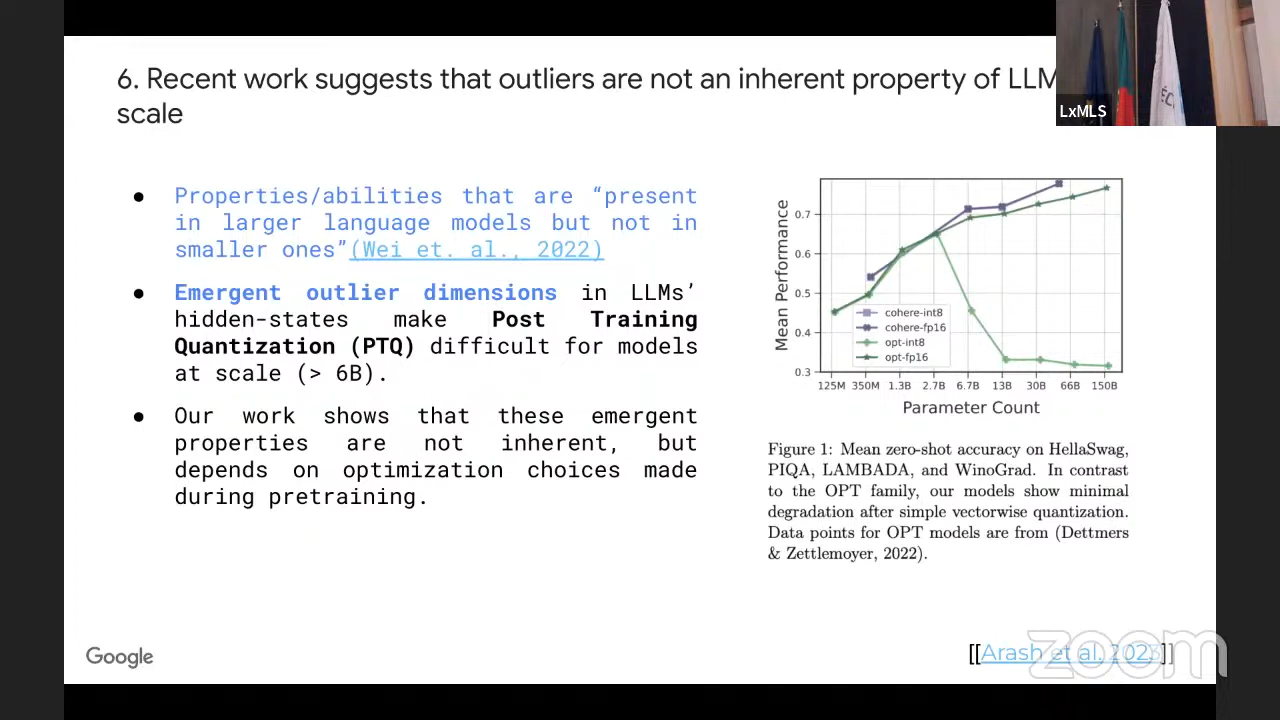 6. Recent work suggests that outliers are not an inherent property of LLM
scale
LxMLS
● Properties/abilities that are “present
in larger language models but not in
smaller ones”(Wei et. al., 2022)
● Emergent outlier dimensions in LLMs’
hidden-states make Post Training
Quantization (PTQ) difficult for models
at scale (> 6B).
● Our work shows that these emergent
properties are not inherent, but
depends on optimization choices made
during pretraining.
Mean Performance
0.7
0.6
0.5
0.4
0.3
cohere-int8
cohere-fp16
opt-int8
opt-fp16
125M 350M 1.3B 2.7B 6.7B 13B 30B 66B 150B
Parameter Count
Figure 1: Mean zero-shot accuracy on HellaSwag,
PIQA, LAMBADA, and WinoGrad. In contrast
to the OPT family, our models show minimal
degradation after simple vectorwise quantization.
Data points for OPT models are from (Dettmers
& Zettlemoyer, 2022).
Google
[[Arash et al. 2023]]
zoom